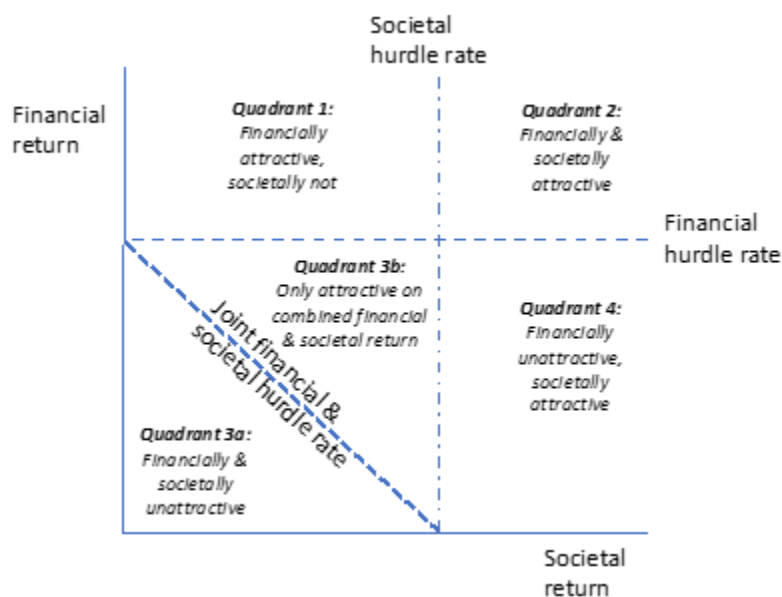 Societal
hurdle rate
Financial
return
Quadrant 1:
Financially
attractive,
societally not
Quadrant 2:
Financially &
societally
attractive
Financial
hurdle rate
Quadrant 3b:
Only attractive on
combined financial
& societal return
Joint financial &
societal hurdle rate
Quadrant 4:
Financially
unattractive,
societally
attractive
Quadrant 3a:
Financially &
societally
unattractive
Societal
return